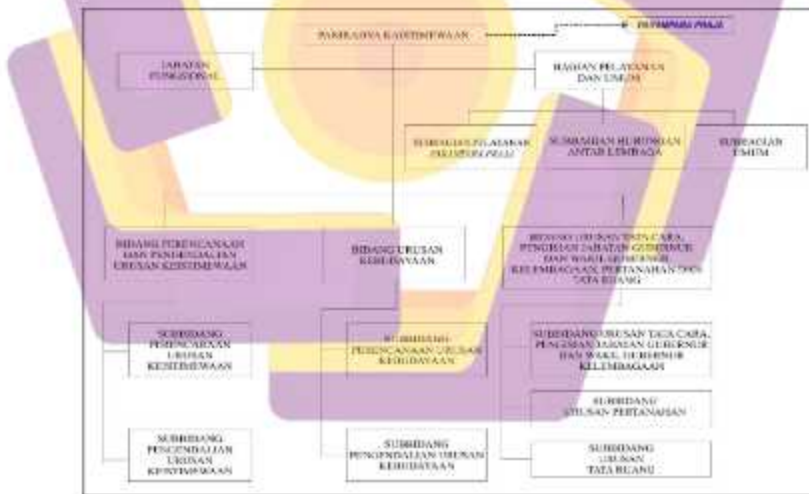 PANIRADYA KAISTIMEWAAN
PARAMPARA PRAJA
JABATAN
FUNGSIONAL
BAGIAN PELAYANAN
DAN UMUM
SUBBAGIAN PELAYANAN
PARAMPARA PRAJA
SUBBAGIAN HUBUNGAN
ANTAR LEMBAGA
SUBBAGIAN
UMUM
BIDANG PERENCANAAN
DAN PENGENDALIAN
URUSAN KEISTIMEWAAN
BIDANG URUSAN
KEBUDAYAAN
BIDANG URUSAN TATA CARA,
PENGISIAN JABATAN GUBERNUR
DAN WAKIL GUBERNUR
KELEMBAGAAN, PERTANAHAN DAN
TATA RUANG
SUBBIDANG
PERENCANAAN
URUSAN
KEISTIMEWAAN
SUBBIDANG
PERENCANAAN URUSAN
KEBUDAYAAN
SUBBIDANG URUSAN TATA CARA,
PENGISIAN JABATAN GUBERNUR
DAN WAKIL GUBERNUR
KELEMBAGAAN
SUBBIDANG
URUSAN PERTANAHAN
SUBBIDANG
PENGENDALIAN
URUSAN
KEISTIMEWAAN
SUBBIDANG
PENGENDALIAN URUSAN
KEBUDAYAAN
SUBBIDANG
URUSAN
TATA RUANG